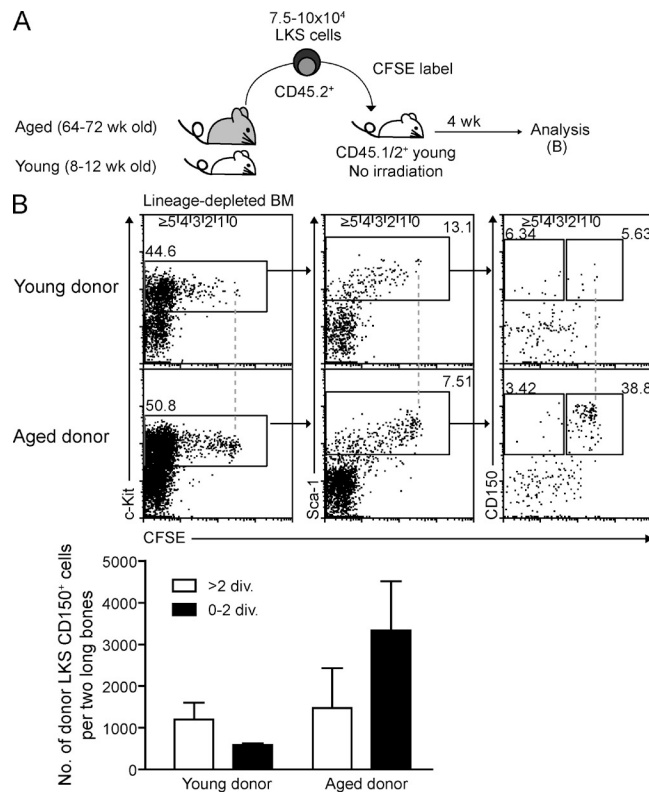 A
7.5-10x10⁴
LKS cells
CD45.2⁺
CFSE label
Aged (64-72 wk old)
Young (8-12 wk old)
CD45.1/2⁺ young
No irradiation
4 wk
Analysis
(B)
B
Lineage-depleted BM
≥5 4 3 2 1 0
≥5 4 3 2 1 0
≥5 4 3 2 1 0
44.6
13.1
6.34
5.63
Young donor
50.8
7.51
3.42
38.8
Aged donor
c-Kit
Sca-1
CD150
CFSE
No. of donor LKS CD150⁺ cells
per two long bones
5000
4000
3000
2000
1000
0
>2 div.
0-2 div.
Young donor
Aged donor